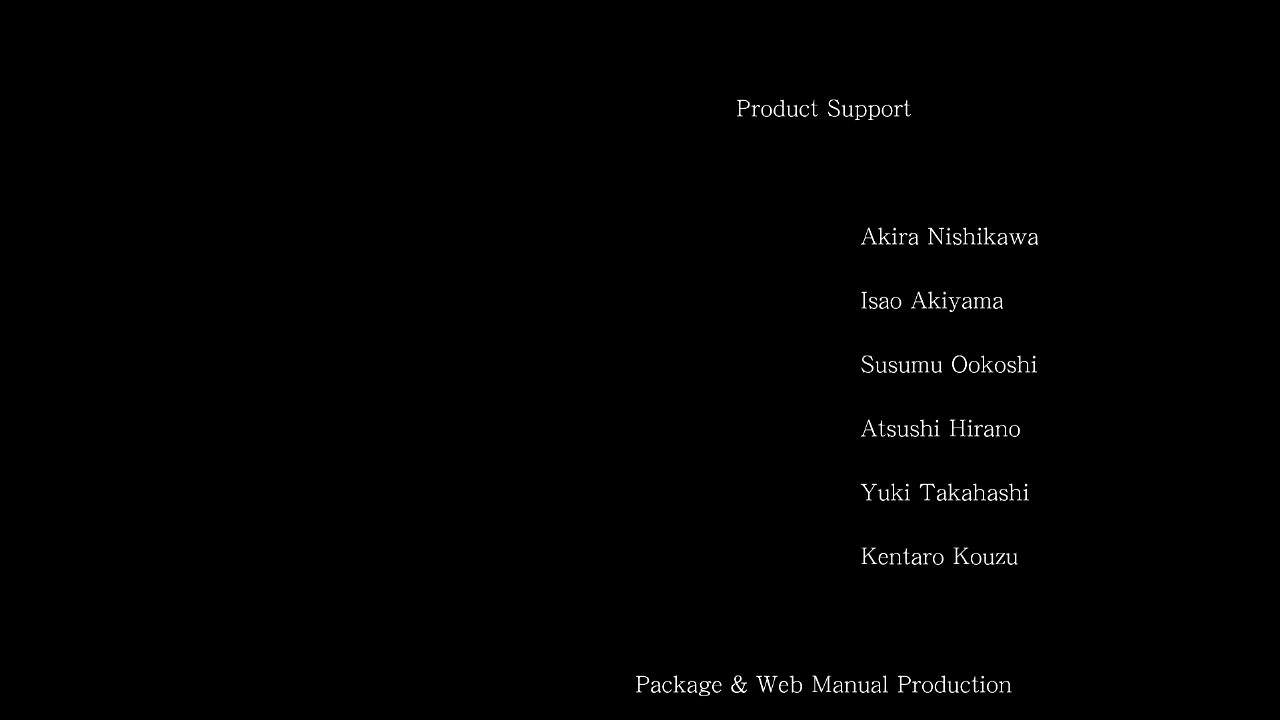 Product Support
Akira Nishikawa
Isao Akiyama
Susumu Ookoshi
Atsushi Hirano
Yuki Takahashi
Kentaro Kouzu
Package & Web Manual Production